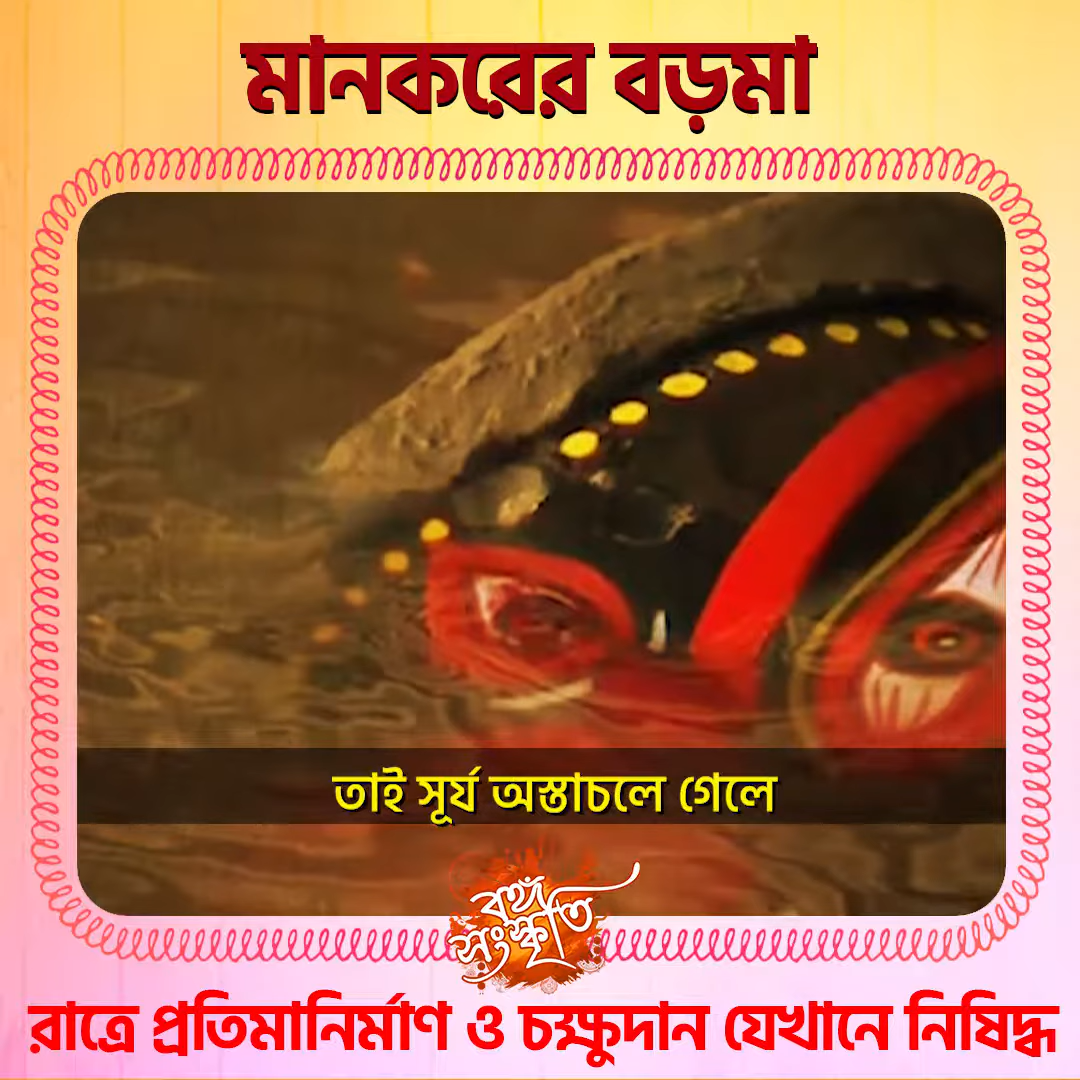 মানকরের বড়মা
তাই সূর্য অস্তাচলে গেলে
বঙ্গ
সংস্কৃতি
রাত্রে প্রতিমানির্মাণ ও চক্ষুদান যেখানে নিষিদ্ধ